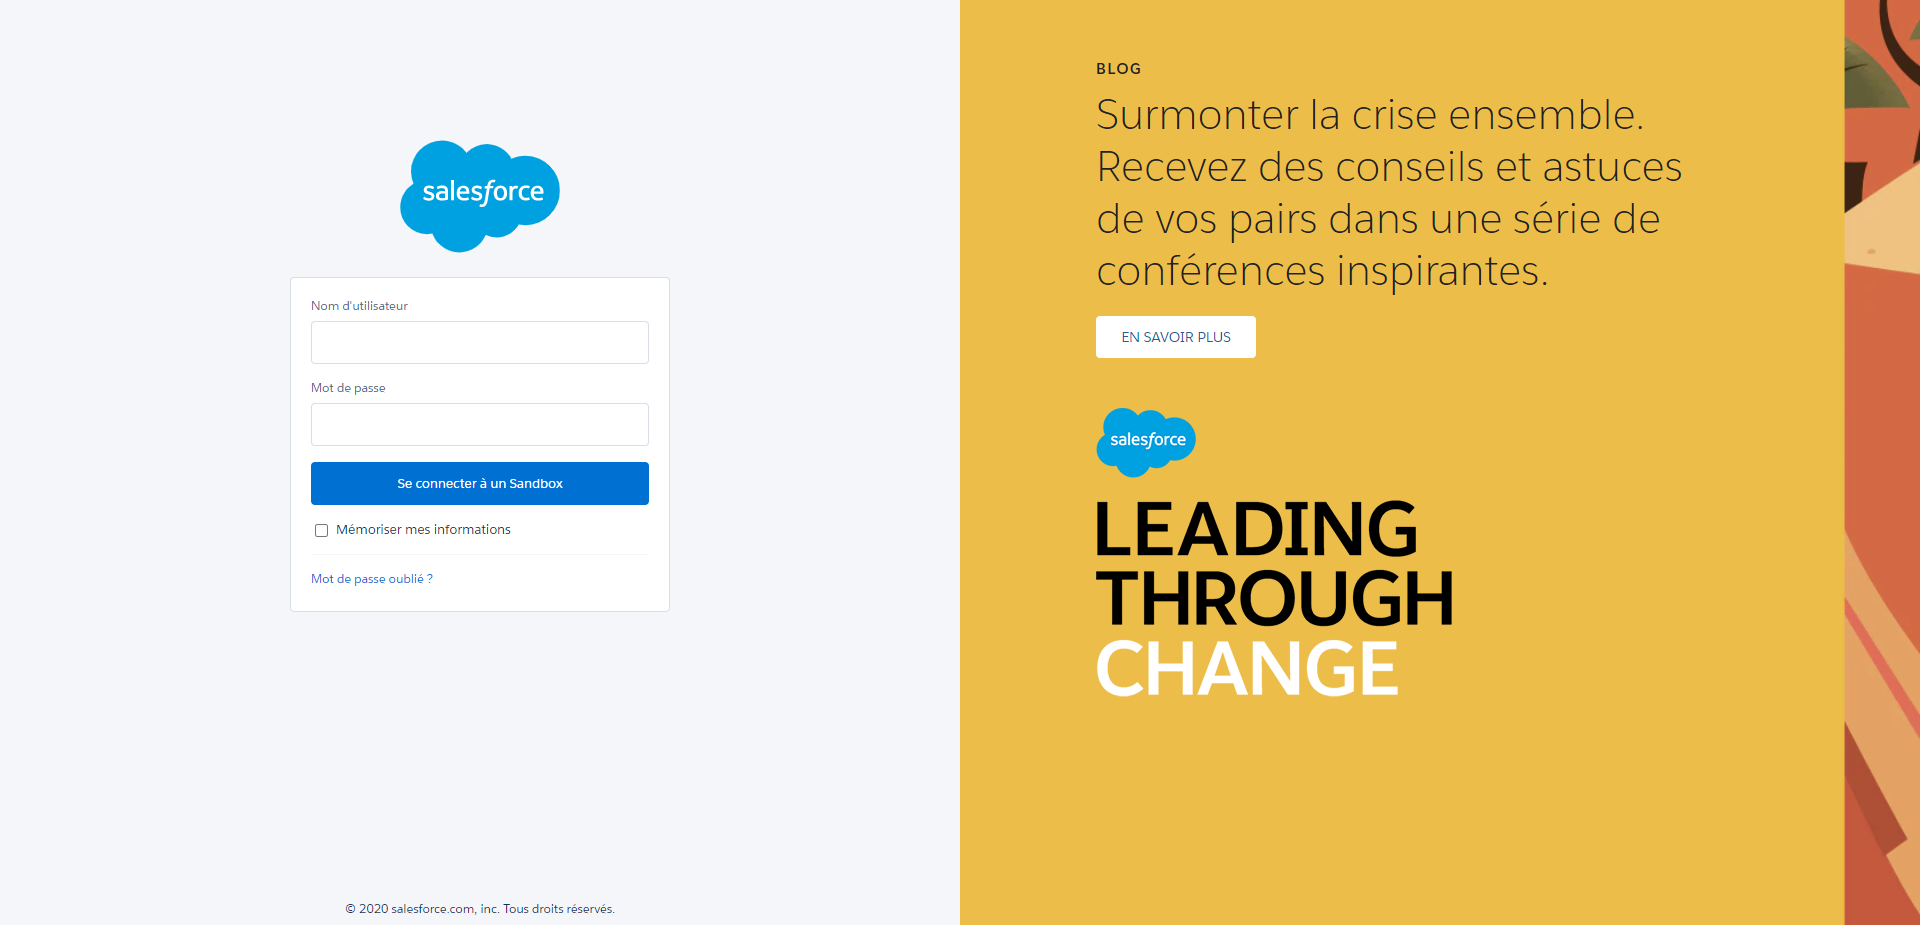 salesforce
Nom d'utilisateur
Mot de passe
Se connecter à un Sandbox
Mémoriser mes informations
Mot de passe oublié ?
© 2020 salesforce.com, inc. Tous droits réservés.
BLOG
Surmonter la crise ensemble.
Recevez des conseils et astuces
de vos pairs dans une série de
conférences inspirantes.
EN SAVOIR PLUS
salesforce
LEADING
THROUGH
CHANGE